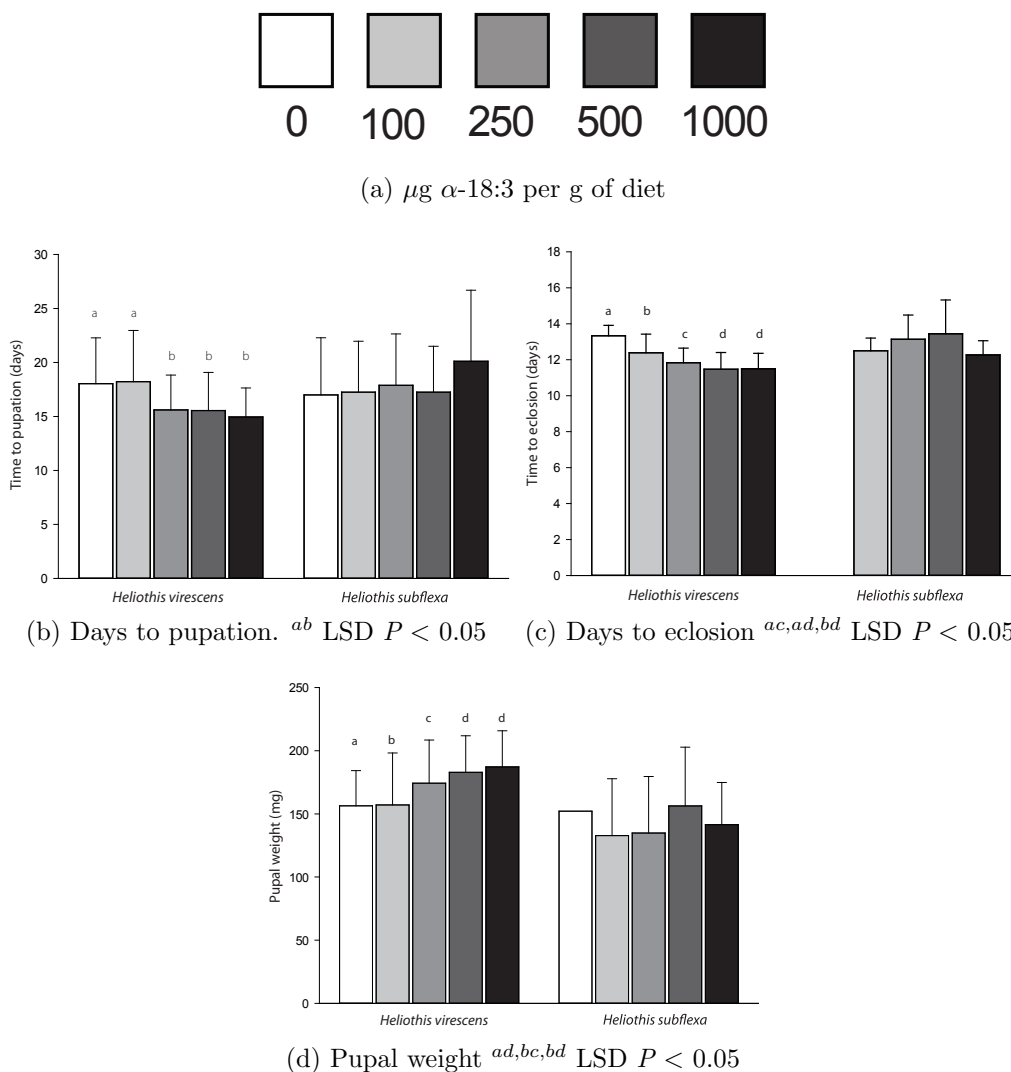 0 100 250 500 1000
(a) μg α-18:3 per g of diet
30
25
20
15
10
5
0
Time to pupation (days)
a a b b b
Heliothis virescens Heliothis subflexa
(b) Days to pupation. ab LSD P < 0.05
18
16
14
12
10
8
6
4
2
0
Time to eclosion (days)
a b c d d
Heliothis virescens Heliothis subflexa
(c) Days to eclosion ac,ad,bd LSD P < 0.05
250
200
150
100
50
0
Pupal weight (mg)
a b c d d
Heliothis virescens Heliothis subflexa
(d) Pupal weight ad,bc,bd LSD P < 0.05